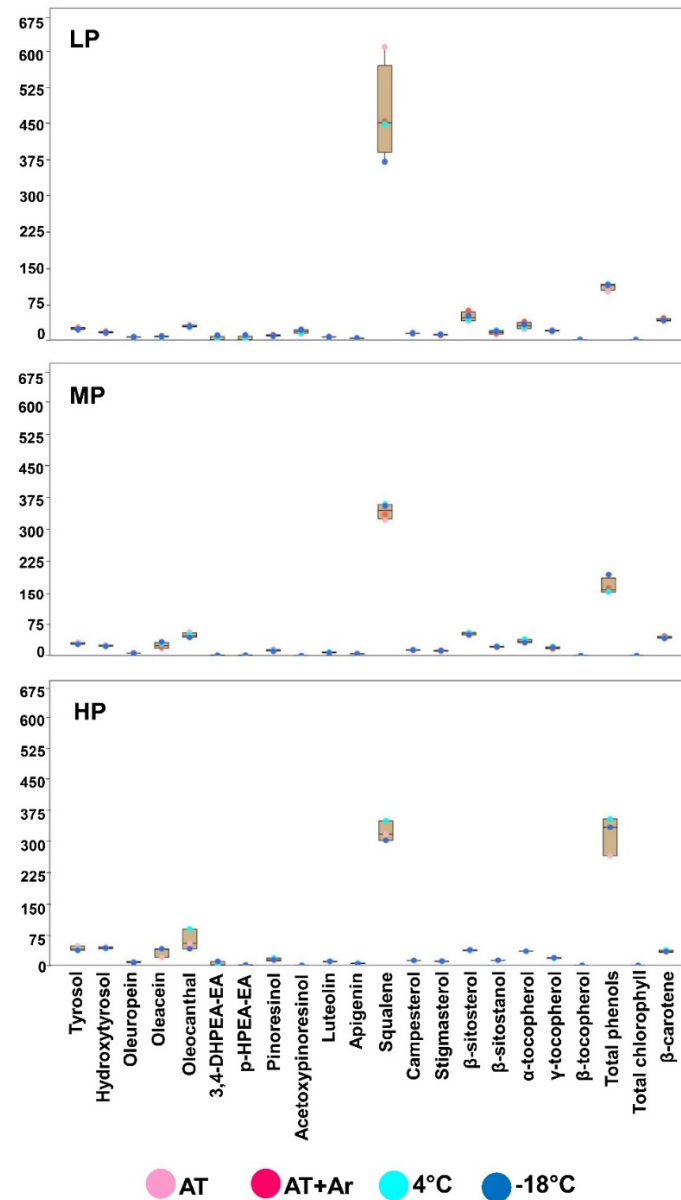 675
LP
600
525
450
375
300
225
150
75
0
675
MP
600
525
450
375
300
225
150
75
0
675
HP
600
525
450
375
300
225
150
75
0
Tyrosol
Hydroxytyrosol
Oleuropein
Oleacein
Oleocanthal
3,4-DHPEA-EA
p-HPEA-EA
Pinoresinol
Acetoxypinoresinol
Luteolin
Apigenin
Squalene
Campesterol
Stigmasterol
β-sitosterol
β-sitostanol
α-tocopherol
γ-tocopherol
β-tocopherol
Total phenols
Total chlorophyll
β-carotene
AT AT+Ar 4°C -18°C